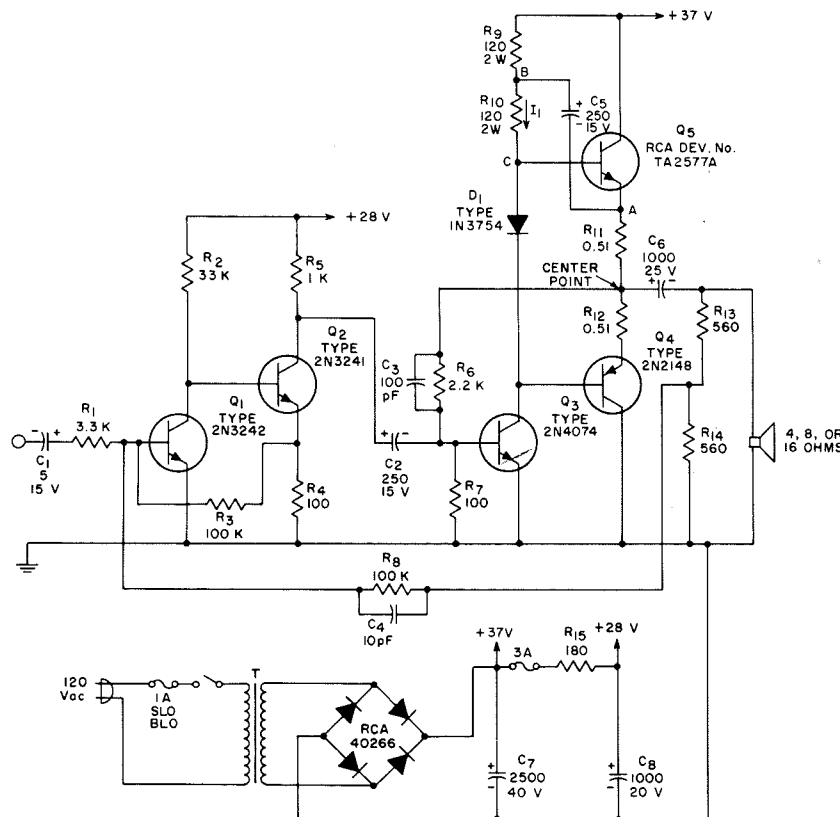 +37 V
R9
120
2W
B
R10
120
2W
I1
+
C5
250
-15 V
Q5
RCA DEV. No.
TA2577A
C
A
D1
TYPE
1N3754
R11
0.51
C6
1000
25 V
+ -
CENTER
POINT
+28 V
R2
33 K
R5
1 K
R12
0.51
R13
560
Q2
TYPE
2N3241
C3
100
pF
R6
2.2 K
Q4
TYPE
2N2148
Q1
TYPE
2N3242
Q3
TYPE
2N4074
R1
3.3 K
- +
C1
5
15 V
+ -
C2
250
15 V
R14
560
4, 8, OR
16 OHMS
R3
100 K
R4
100
R7
100
R8
100 K
C4
10pF
+37V
3A
R15
180
+28 V
120
Vac
1A
SLO
BLO
T
RCA
40266
+
-
C7
2500
40 V
+
-
C8
1000
20 V